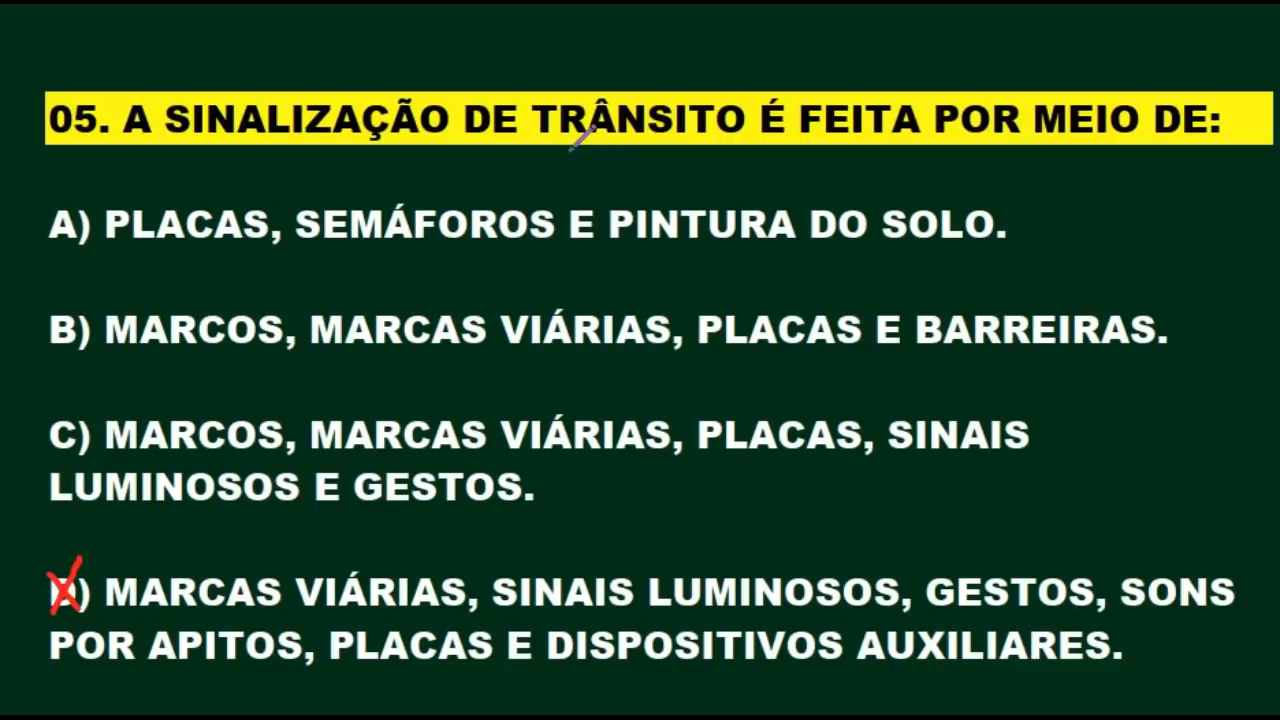 05. A SINALIZAÇÃO DE TRÂNSITO É FEITA POR MEIO DE:
A) PLACAS, SEMÁFOROS E PINTURA DO SOLO.
B) MARCOS, MARCAS VIÁRIAS, PLACAS E BARREIRAS.
C) MARCOS, MARCAS VIÁRIAS, PLACAS, SINAIS
LUMINOSOS E GESTOS.
D) MARCAS VIÁRIAS, SINAIS LUMINOSOS, GESTOS, SONS
POR APITOS, PLACAS E DISPOSITIVOS AUXILIARES.